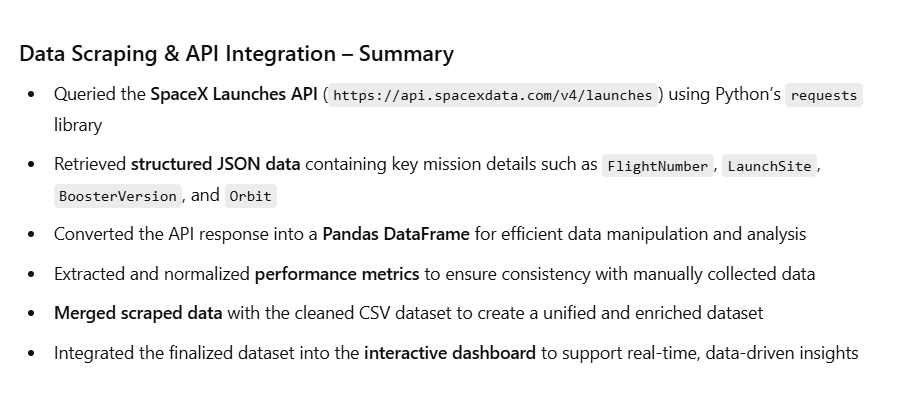 Data Scraping & API Integration – Summary
• Queried the SpaceX Launches API ( https://api.spacexdata.com/v4/launches ) using Python’s requests
library
• Retrieved structured JSON data containing key mission details such as FlightNumber , LaunchSite ,
BoosterVersion , and Orbit
• Converted the API response into a Pandas DataFrame for efficient data manipulation and analysis
• Extracted and normalized performance metrics to ensure consistency with manually collected data
• Merged scraped data with the cleaned CSV dataset to create a unified and enriched dataset
• Integrated the finalized dataset into the interactive dashboard to support real-time, data-driven insights